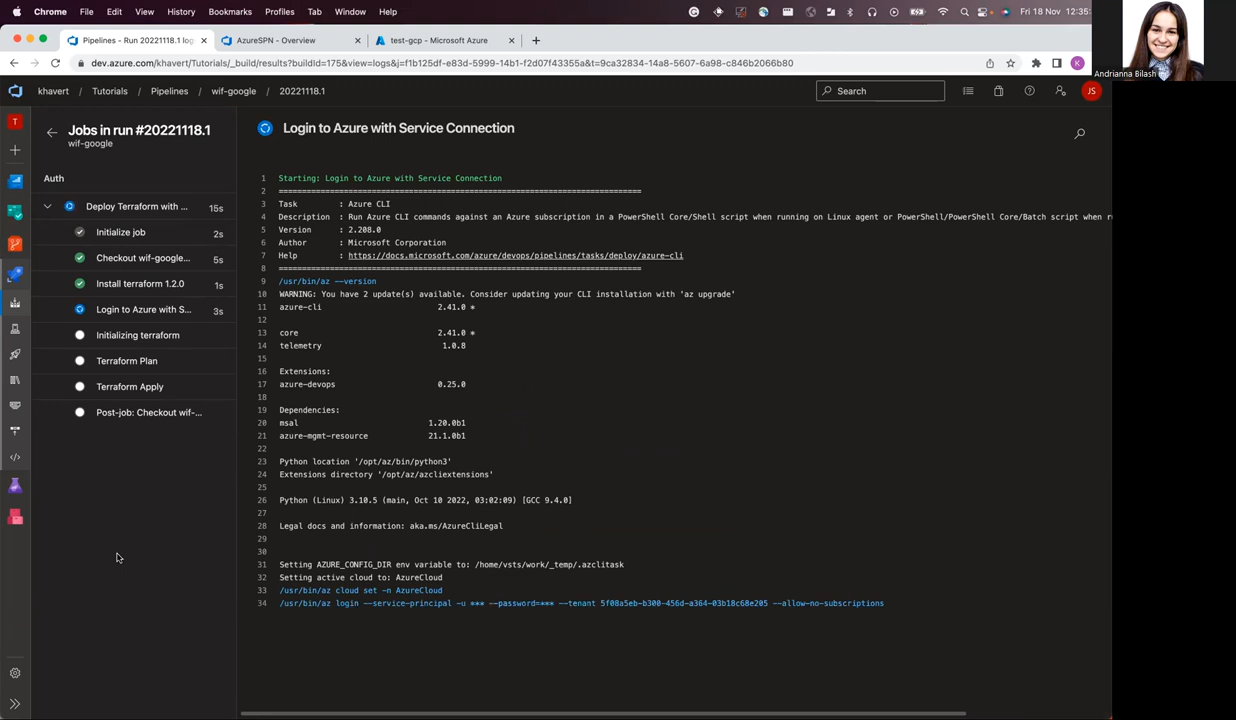 Chrome File Edit View History Bookmarks Profiles Tab Window Help Fri 18 Nov 12:35:
Pipelines - Run 20221118.1 log
AzureSPN - Overview
test-gcp - Microsoft Azure
dev.azure.com/khavert/Tutorials/_build/results?buildId=175&view=logs&j=f1b125df-e83d-5999-14b1-f2d07f43355a&t=9ca32834-14a8-5607-6a98-c846b2066b80
K
Andrianna Bilash
khavert / Tutorials / Pipelines / wif-google / 20221118.1
Search
JS
T
Jobs in run #20221118.1
wif-google
Auth
Deploy Terraform with ... 15s
Initialize job 2s
Checkout wif-google... 5s
Install terraform 1.2.0 1s
Login to Azure with S... 3s
Initializing terraform
Terraform Plan
Terraform Apply
Post-job: Checkout wif-...
Login to Azure with Service Connection
1 Starting: Login to Azure with Service Connection
2 ==============================================================================
3 Task : Azure CLI
4 Description : Run Azure CLI commands against an Azure subscription in a PowerShell Core/Shell script when running on Linux agent or PowerShell/PowerShell Core/Batch script when ru
5 Version : 2.208.0
6 Author : Microsoft Corporation
7 Help : https://docs.microsoft.com/azure/devops/pipelines/tasks/deploy/azure-cli
8 ==============================================================================
9 /usr/bin/az --version
10 WARNING: You have 2 update(s) available. Consider updating your CLI installation with 'az upgrade'
11 azure-cli 2.41.0 *
12
13 core 2.41.0 *
14 telemetry 1.0.8
15
16 Extensions:
17 azure-devops 0.25.0
18
19 Dependencies:
20 msal 1.20.0b1
21 azure-mgmt-resource 21.1.0b1
22
23 Python location '/opt/az/bin/python3'
24 Extensions directory '/opt/az/azcliextensions'
25
26 Python (Linux) 3.10.5 (main, Oct 10 2022, 03:02:09) [GCC 9.4.0]
27
28 Legal docs and information: aka.ms/AzureCliLegal
29
30
31 Setting AZURE_CONFIG_DIR env variable to: /home/vsts/work/_temp/.azclitask
32 Setting active cloud to: AzureCloud
33 /usr/bin/az cloud set -n AzureCloud
34 /usr/bin/az login --service-principal -u *** --password=*** --tenant 5f08a5eb-b300-456d-a364-03b18c68e205 --allow-no-subscriptions